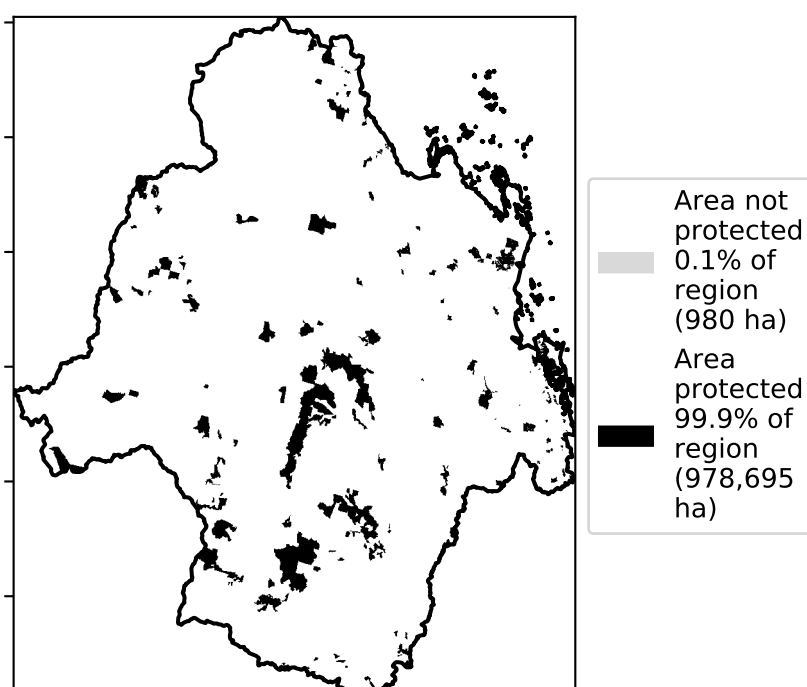 Area not
protected
0.1% of
region
(980 ha)
Area
protected
99.9% of
region
(978,695
ha)